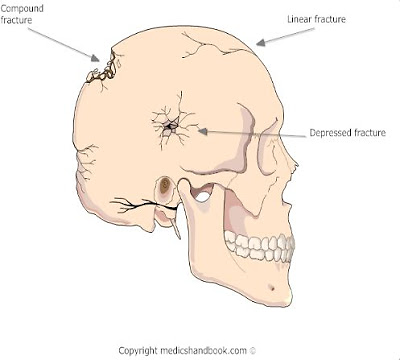 Compound
fracture
Linear fracture
Depressed fracture
Copyright medicshandbook.com ©